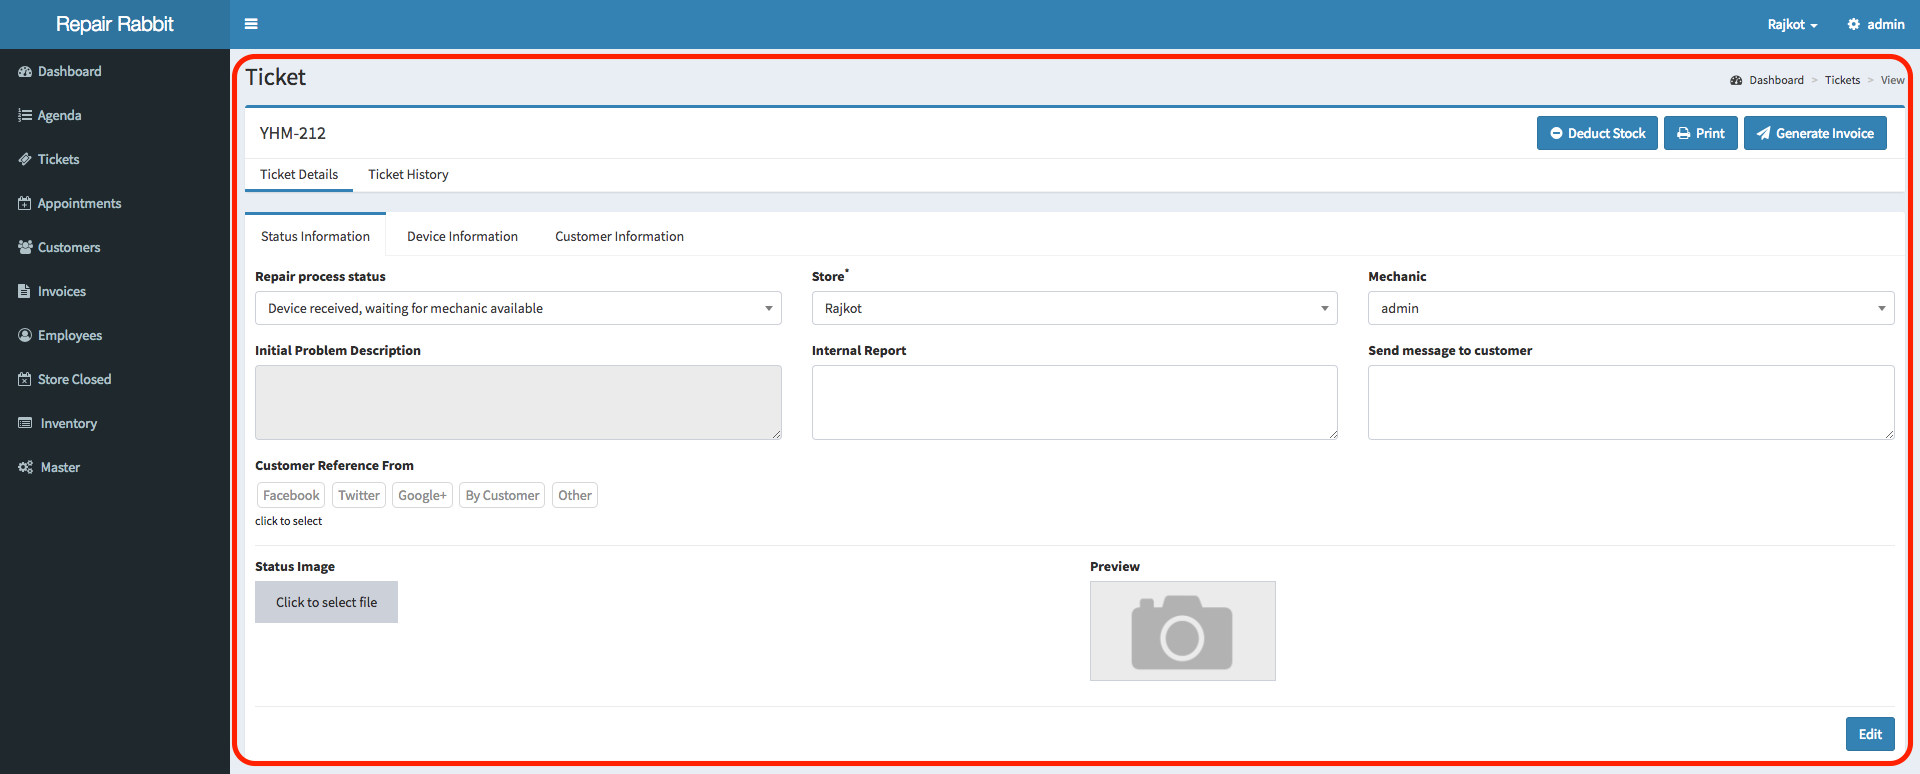 Repair Rabbit
Rajkot admin
Dashboard
Agenda
Tickets
Appointments
Customers
Invoices
Employees
Store Closed
Inventory
Master
Ticket
Dashboard > Tickets > View
YHM-212
Deduct Stock Print Generate Invoice
Ticket Details Ticket History
Status Information Device Information Customer Information
Repair process status Store* Mechanic
Device received, waiting for mechanic available Rajkot admin
Initial Problem Description Internal Report Send message to customer
Customer Reference From
Facebook Twitter Google+ By Customer Other
click to select
Status Image Preview
Click to select file
Edit